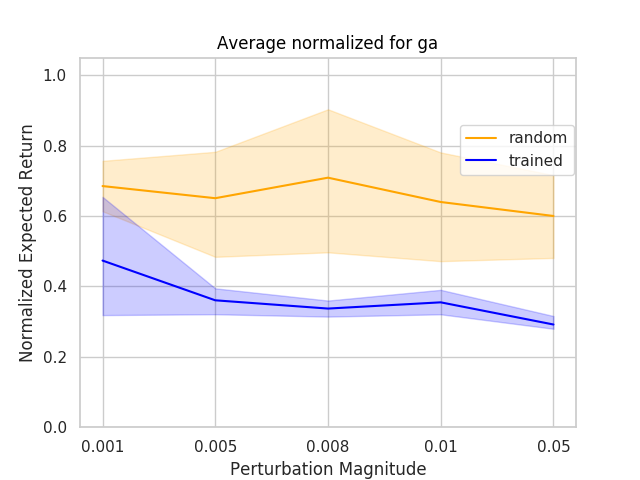 Average normalized for ga
Normalized Expected Return
1.0
0.8
0.6
0.4
0.2
0.0
random
trained
0.001 0.005 0.008 0.01 0.05
Perturbation Magnitude